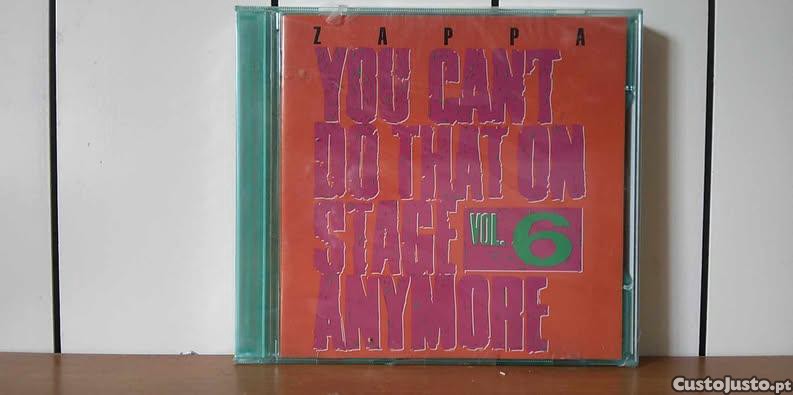 ZAPPA
YOU CAN'T
DO THAT ON
STAGE VOL. 6
ANYMORE
CustoJusto.pt